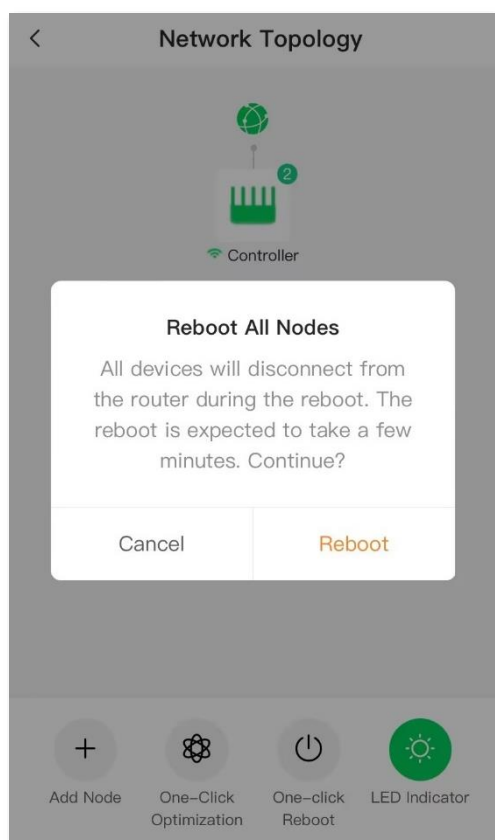 Network Topology
2
Controller
Reboot All Nodes
All devices will disconnect from
the router during the reboot. The
reboot is expected to take a few
minutes. Continue?
Cancel Reboot
Add Node One-Click One-click LED Indicator
Optimization Reboot